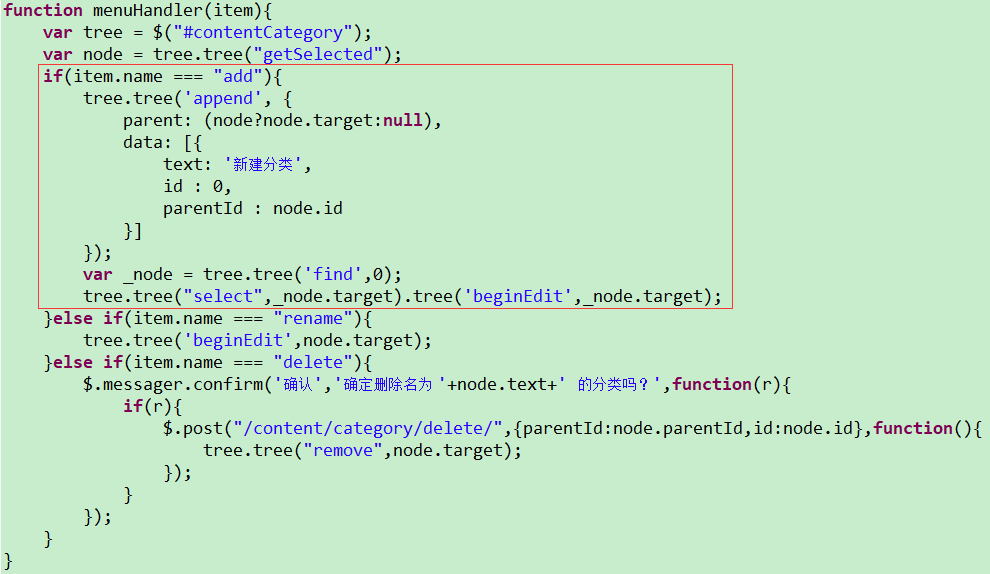 function menuHandler(item){
    var tree = $("#contentCategory");
    var node = tree.tree("getSelected");
    if(item.name === "add"){
        tree.tree('append', {
            parent: (node?node.target:null),
            data: [{
                text: '新建分类',
                id : 0,
                parentId : node.id
            }]
        });
        var _node = tree.tree('find',0);
        tree.tree("select",_node.target).tree('beginEdit',_node.target);
    }else if(item.name === "rename"){
        tree.tree('beginEdit',node.target);
    }else if(item.name === "delete"){
        $.messager.confirm('确认','确定删除名为 '+node.text+' 的分类吗？',function(r){
            if(r){
                $.post("/content/category/delete/",{parentId:node.parentId,id:node.id},function(){
                    tree.tree("remove",node.target);
                });
            }
        });
    }
}